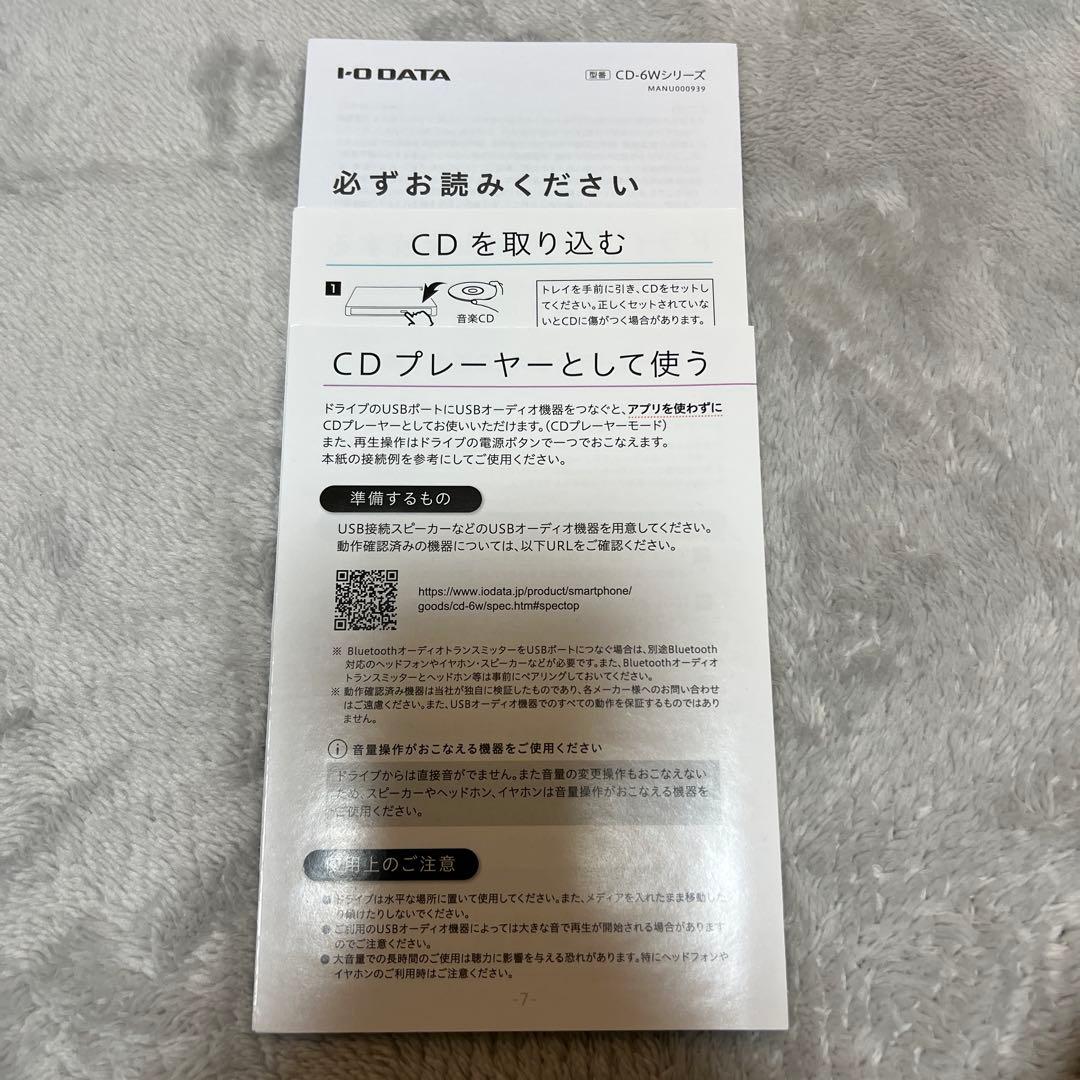 I-O DATA
型番 CD-6Wシリーズ
MANU000939
必ずお読みください
CD を取り込む
1
音楽CD
トレイを手前に引き、CDをセットし
てください。正しくセットされていな
いとCDに傷がつく場合があります。
CD プレーヤーとして使う
ドライブのUSBポートにUSBオーディオ機器をつなぐと、アプリを使わずに
CDプレーヤーとしてお使いいただけます。（CDプレーヤーモード）
また、再生操作はドライブの電源ボタンで一つでおこなえます。
本紙の接続例を参考にしてご使用ください。
準備するもの
USB接続スピーカーなどのUSBオーディオ機器を用意してください。
動作確認済みの機器については、以下URLをご確認ください。
https://www.iodata.jp/product/smartphone/
goods/cd-6w/spec.htm#spectop
※ BluetoothオーディオトランスミッターをUSBポートにつなぐ場合は、別途Bluetooth
対応のヘッドフォンやイヤホン・スピーカーなどが必要です。また、Bluetoothオーディオ
トランスミッターとヘッドホン等は事前にペアリングしておいてください。
※ 動作確認済み機器は当社が独自に検証したものであり、各メーカー様へのお問い合わせ
はご遠慮ください。また、USBオーディオ機器でのすべての動作を保証するものではあり
ません。
i 音量操作がおこなえる機器をご使用ください
ドライブからは直接音がでません。また音量の変更操作もおこなえない
ため、スピーカーやヘッドホン、イヤホンは音量操作がおこなえる機器を
ご使用ください。
使用上のご注意
● ドライブは水平な場所に置いて使用してください。また、メディアを入れたまま移動した
り傾けたりしないでください。
● ご利用のUSBオーディオ機器によっては大きな音で再生が開始される場合があります
のでご注意ください。
● 大音量での長時間のご使用は聴力に影響を与える恐れがあります。特にヘッドフォンや
イヤホンのご利用時はご注意ください。
-7-